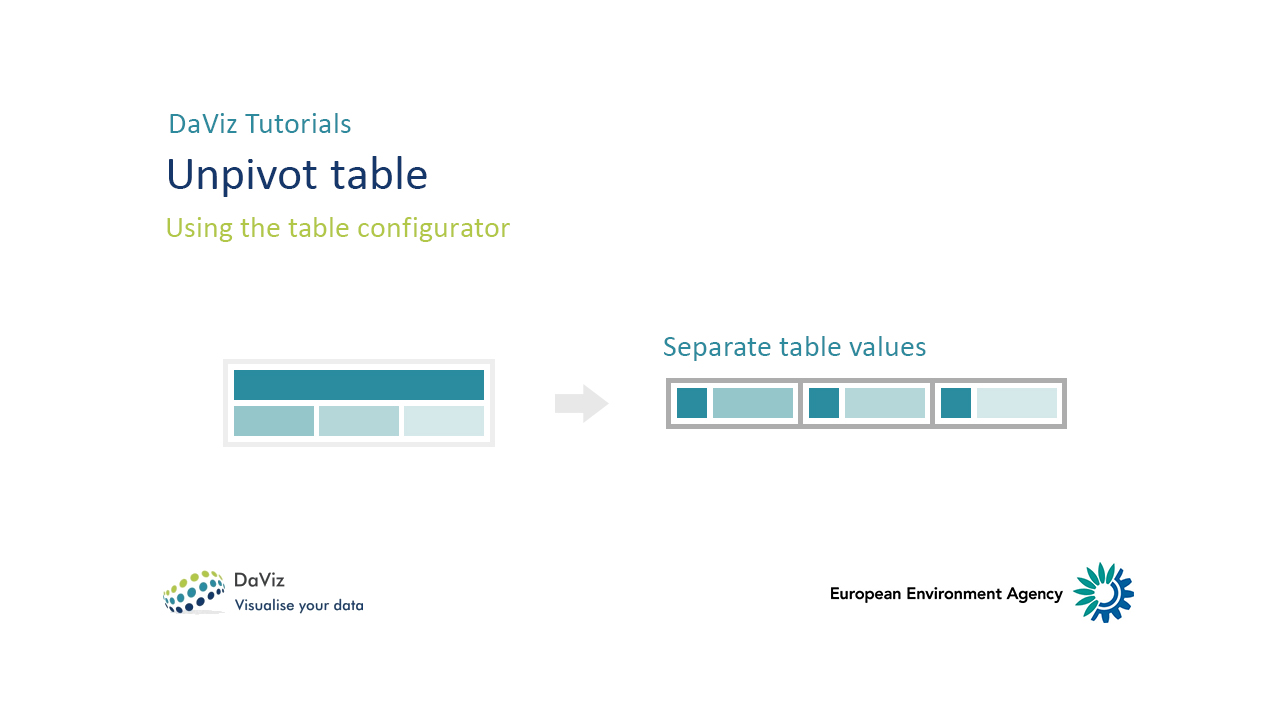 DaViz Tutorials
Unpivot table
Using the table configurator
Separate table values
DaViz
Visualise your data
European Environment Agency